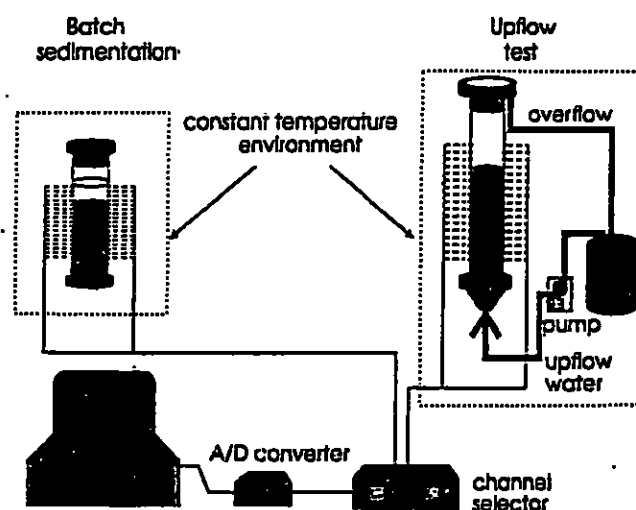 Batch
sedimentation
Upflow
test
overflow
constant temperature
environment
pump
upflow
water
A/D converter
channel
selector